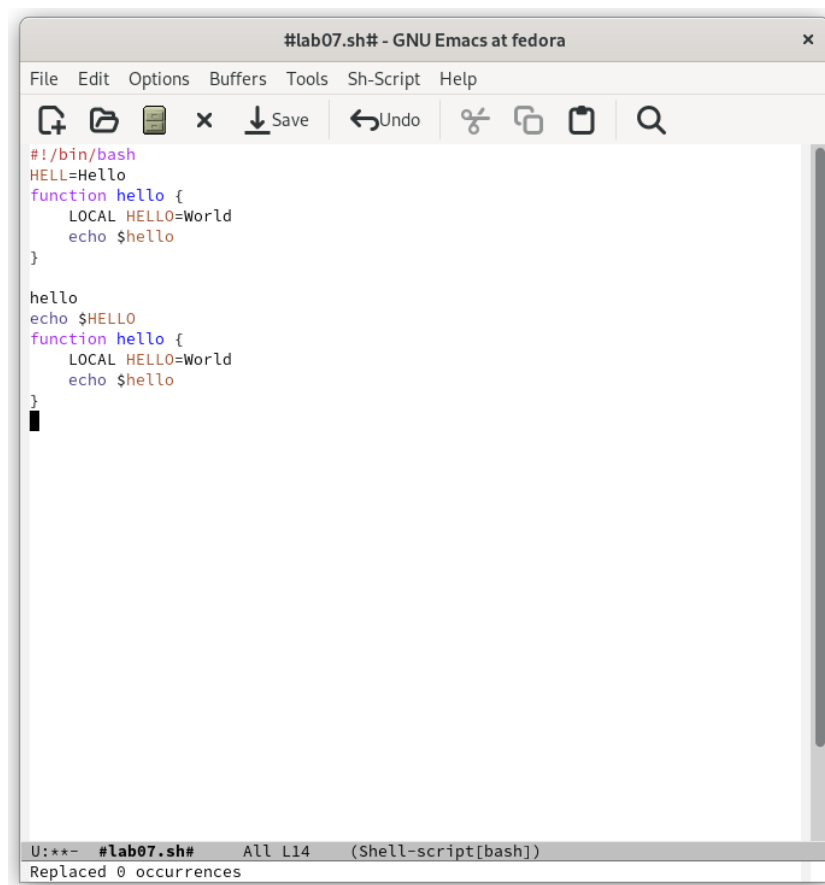 #lab07.sh# - GNU Emacs at fedora ×
File Edit Options Buffers Tools Sh-Script Help
Save Undo
#!/bin/bash
HELL=Hello
function hello {
    LOCAL HELLO=World
    echo $hello
}
hello
echo $HELLO
function hello {
    LOCAL HELLO=World
    echo $hello
}
U:**-  #lab07.sh#     All L14    (Shell-script[bash])
Replaced 0 occurrences